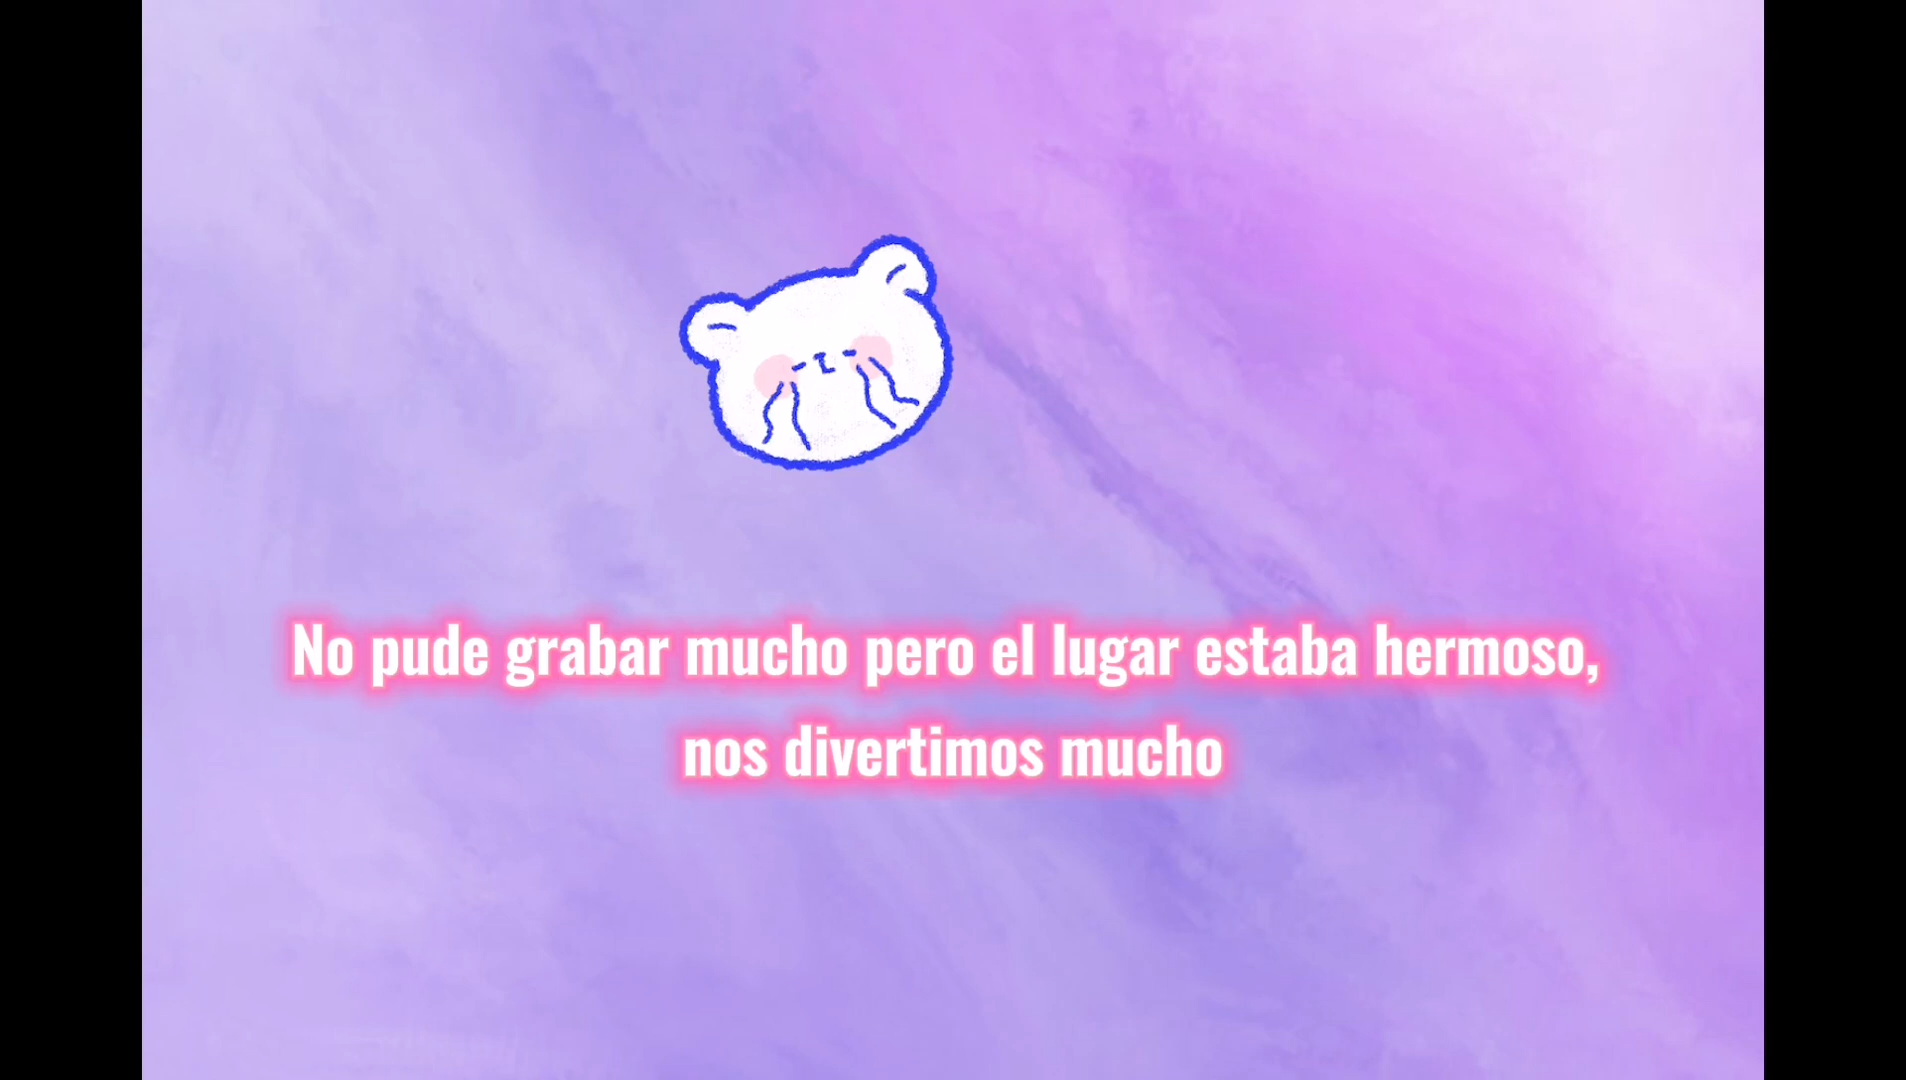 No pude grabar mucho pero el lugar estaba hermoso,
nos divertimos mucho